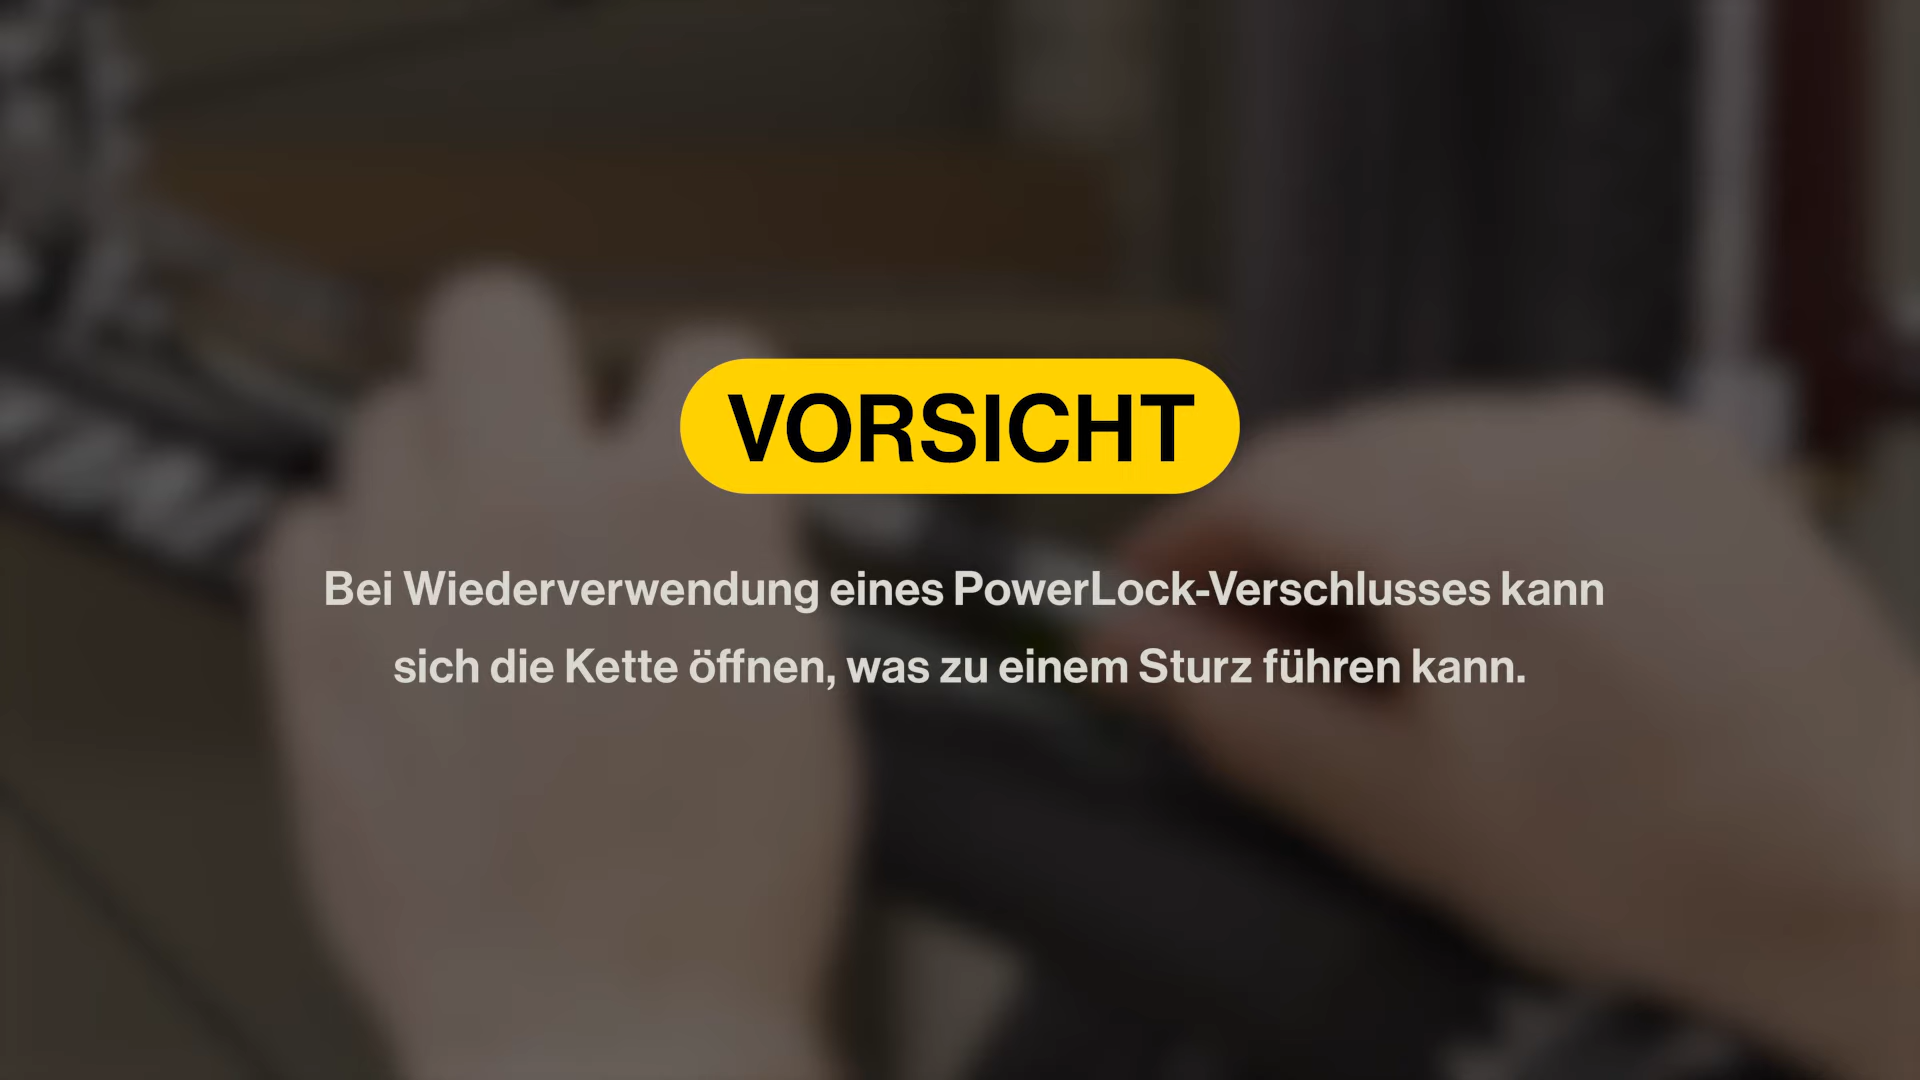 VORSICHT
Bei Wiederverwendung eines PowerLock-Verschlusses kann
sich die Kette öffnen, was zu einem Sturz führen kann.